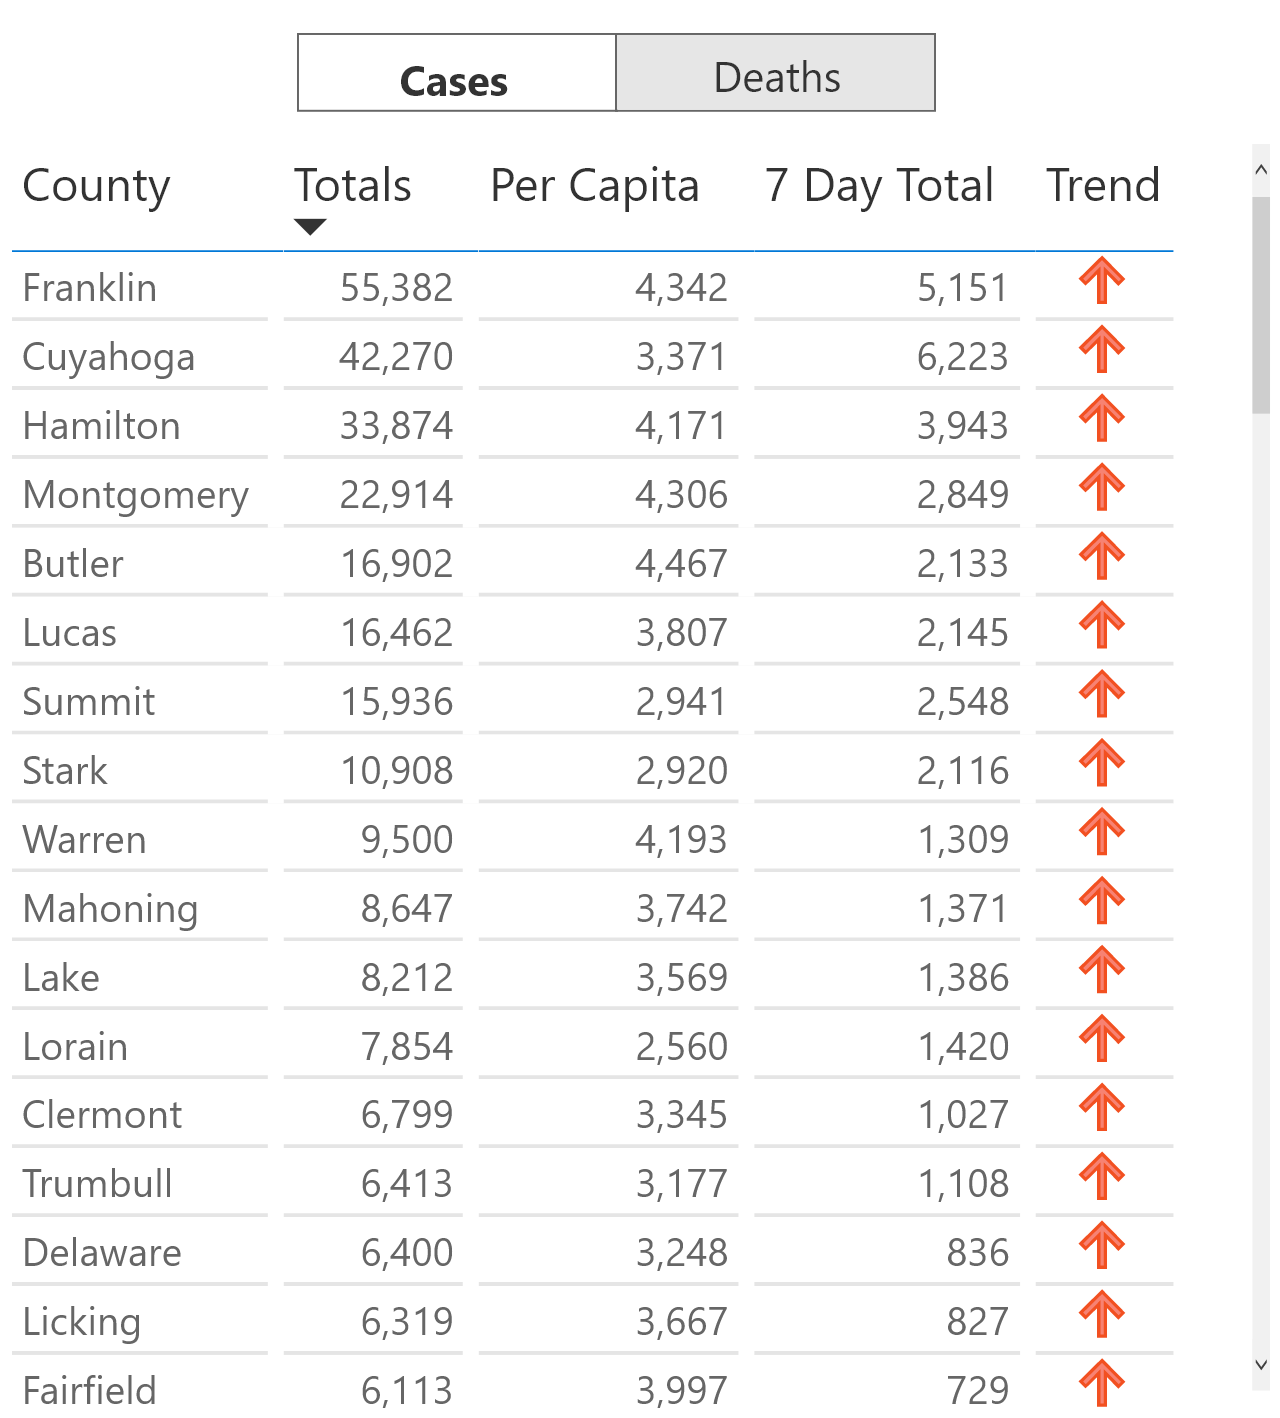 Cases Deaths
County Totals Per Capita 7 Day Total Trend
Franklin 55,382 4,342 5,151
Cuyahoga 42,270 3,371 6,223
Hamilton 33,874 4,171 3,943
Montgomery 22,914 4,306 2,849
Butler 16,902 4,467 2,133
Lucas 16,462 3,807 2,145
Summit 15,936 2,941 2,548
Stark 10,908 2,920 2,116
Warren 9,500 4,193 1,309
Mahoning 8,647 3,742 1,371
Lake 8,212 3,569 1,386
Lorain 7,854 2,560 1,420
Clermont 6,799 3,345 1,027
Trumbull 6,413 3,177 1,108
Delaware 6,400 3,248 836
Licking 6,319 3,667 827
Fairfield 6,113 3,997 729